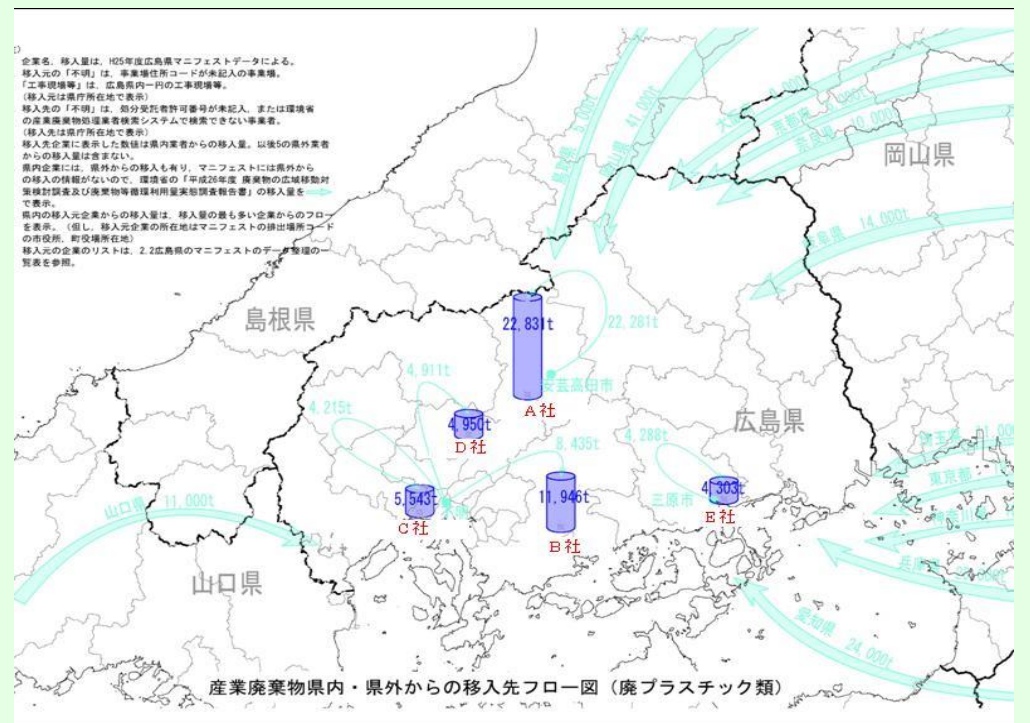 企業名、移入量は、H25年度広島県マニフェストデータによる。
移入元の「不明」は、事業場住所コードが未記入の事業場。
「工事現場等」は、広島県内一円の工事現場等。
(移入元は県庁所在地で表示)
移入先の「不明」は、処分受託者許可番号が未記入、または環境省
の産業廃棄物処理業者検索システムで検索できない事業者。
(移入先は県庁所在地で表示)
移入先企業に表示した数値は県内業者からの移入量。以後5の県外業者
からの移入量は含まない。
県内企業には、県外からの移入も有り、マニフェストには県外から
の移入の情報がないので、環境省の「平成26年度 廃棄物の広域移動対
策検討調査及び廃棄物等循環利用量実態調査報告書」の移入量を
で表示。
県内の移入元企業からの移入量は、移入量の最も多い企業からのフロー
を表示。(但し、移入元企業の所在地はマニフェストの排出場所コード
の市役所、町役場所在地)
移入元の企業のリストは、2.2広島県のマニフェストのデータ整理の一
覧表を参照。
41,000t
京都府
10,000t
岡山県
岐阜県 14,000t
島根県
22,831t
22,281t
安芸高田市
A社
4,911t
4,950t
D社
広島県
4,215t
8,435t
4,288t
埼玉都
東京都
5,543t
C社
11,946t
B社
三原市
4,303t
E社
山口県 11,000t
兵庫県
山口県
愛知県 24,000t
産業廃棄物県内・県外からの移入先フロー図(廃プラスチック類)